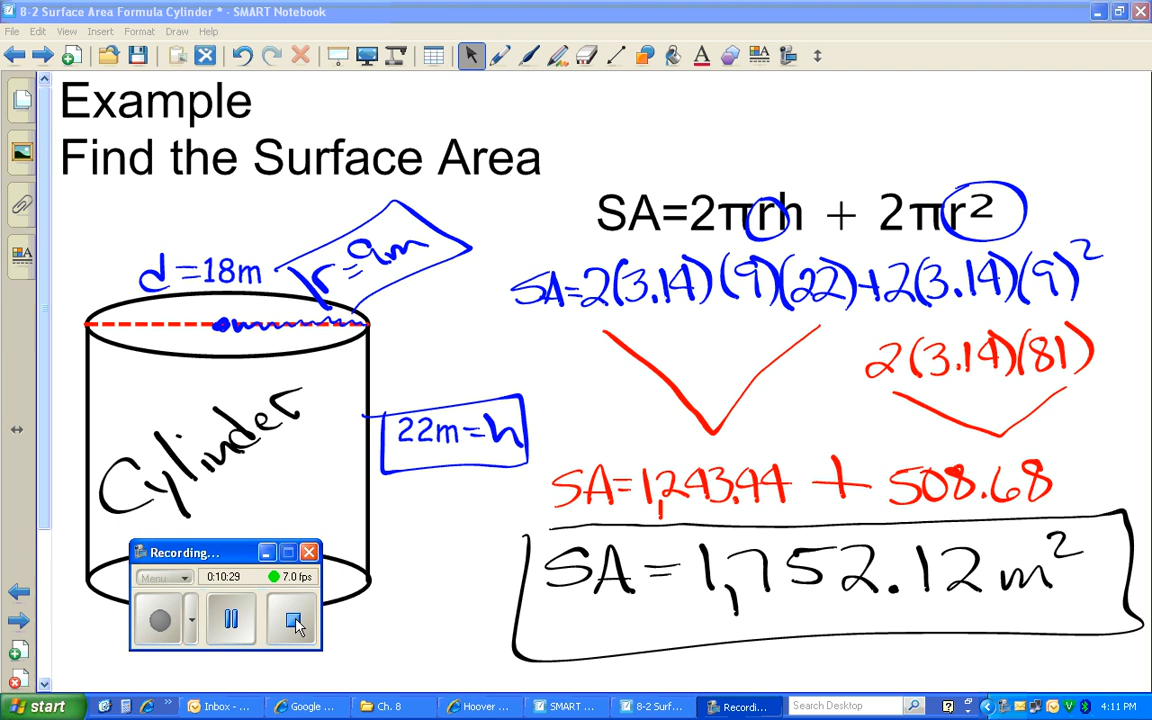 8-2 Surface Area Formula Cylinder * - SMART Notebook
File Edit View Insert Format Draw Help
Example
Find the Surface Area
SA=2πrh + 2πr²
d =18m
r=9m
SA=2(3.14)(9)(22)+2(3.14)(9)²
2(3.14)(81)
22m=h
Cylinder
SA=1,243.44 + 508.68
SA=1,752.12m²
Recording...
Menu 0:10:29 7.0 fps
start Inbox - ... Google ... Ch. 8 Hoover ... SMART ... 8-2 Surf... Recordi... Search Desktop 4:11 PM